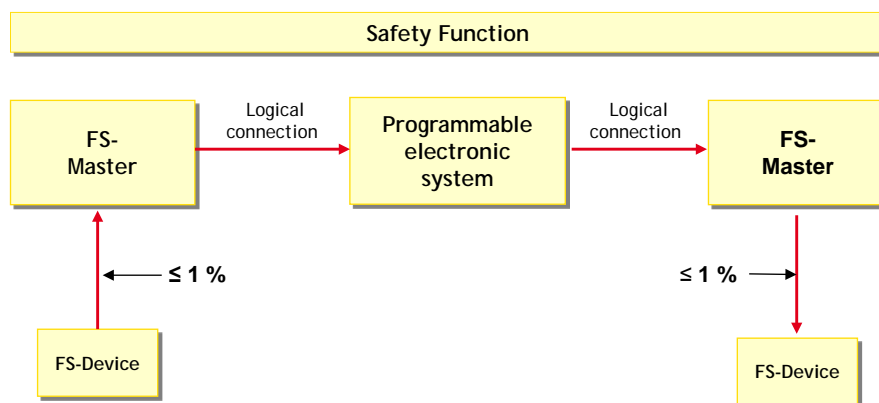 Safety Function
FS-
Master
Logical
connection
Programmable
electronic
system
Logical
connection
FS-
Master
≤ 1 %
≤ 1 %
FS-Device
FS-Device